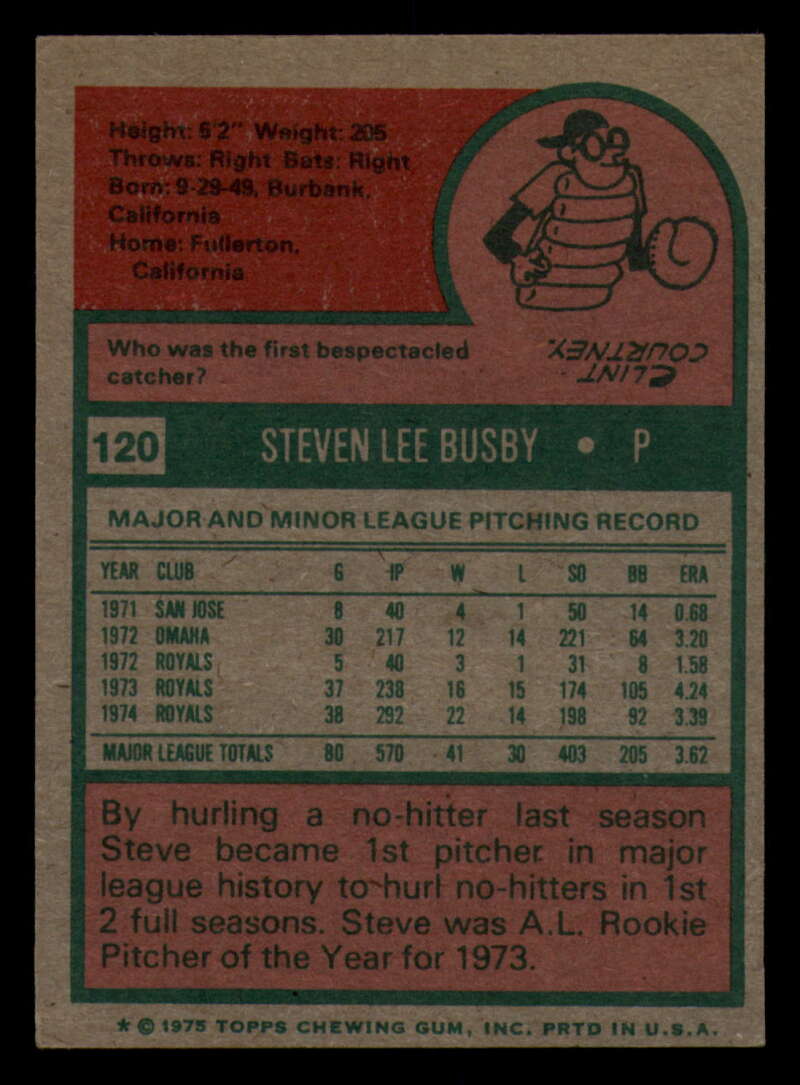 Height: 6'2" Weight: 205
Throws: Right Bats: Right
Born: 9-29-49, Burbank,
California
Home: Fullerton,
California
Who was the first bespectacled
catcher?
CLINT
COURTNEY.
120 STEVEN LEE BUSBY • P
MAJOR AND MINOR LEAGUE PITCHING RECORD
YEAR CLUB G IP W L SO BB ERA
1971 SAN JOSE 8 40 4 1 50 14 0.68
1972 OMAHA 30 217 12 14 221 64 3.20
1972 ROYALS 5 40 3 1 31 8 1.58
1973 ROYALS 37 238 16 15 174 105 4.24
1974 ROYALS 38 292 22 14 198 92 3.39
MAJOR LEAGUE TOTALS 80 570 41 30 403 205 3.62
By hurling a no-hitter last season
Steve became 1st pitcher in major
league history to hurl no-hitters in 1st
2 full seasons. Steve was A.L. Rookie
Pitcher of the Year for 1973.
* © 1975 TOPPS CHEWING GUM, INC. PRTD IN U.S.A.